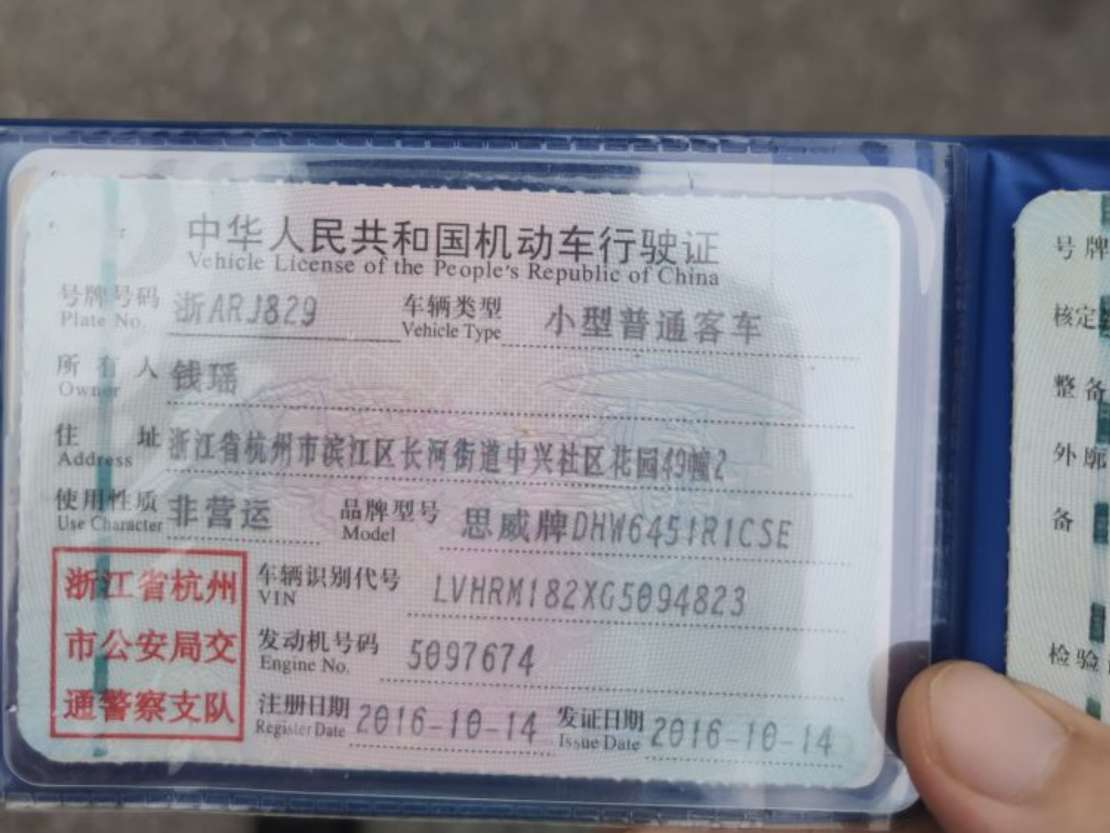 中华人民共和国机动车行驶证
Vehicle License of the People's Republic of China
号牌号码 浙ARJ829 车辆类型 小型普通客车
Plate No. Vehicle Type
所有人 钱瑶
Owner
住址 浙江省杭州市滨江区长河街道中兴社区花园49幢2
Address
使用性质 非营运 品牌型号 思威牌DHW6451R1CSE
Use Character Model
浙江省杭州
市公安局交
通警察支队
车辆识别代号 LVHRM182XG5094823
VIN
发动机号码 5097674
Engine No.
注册日期 2016-10-14 发证日期 2016-10-14
Register Date Issue Date
号牌
核定
整备
外廓
备
检验